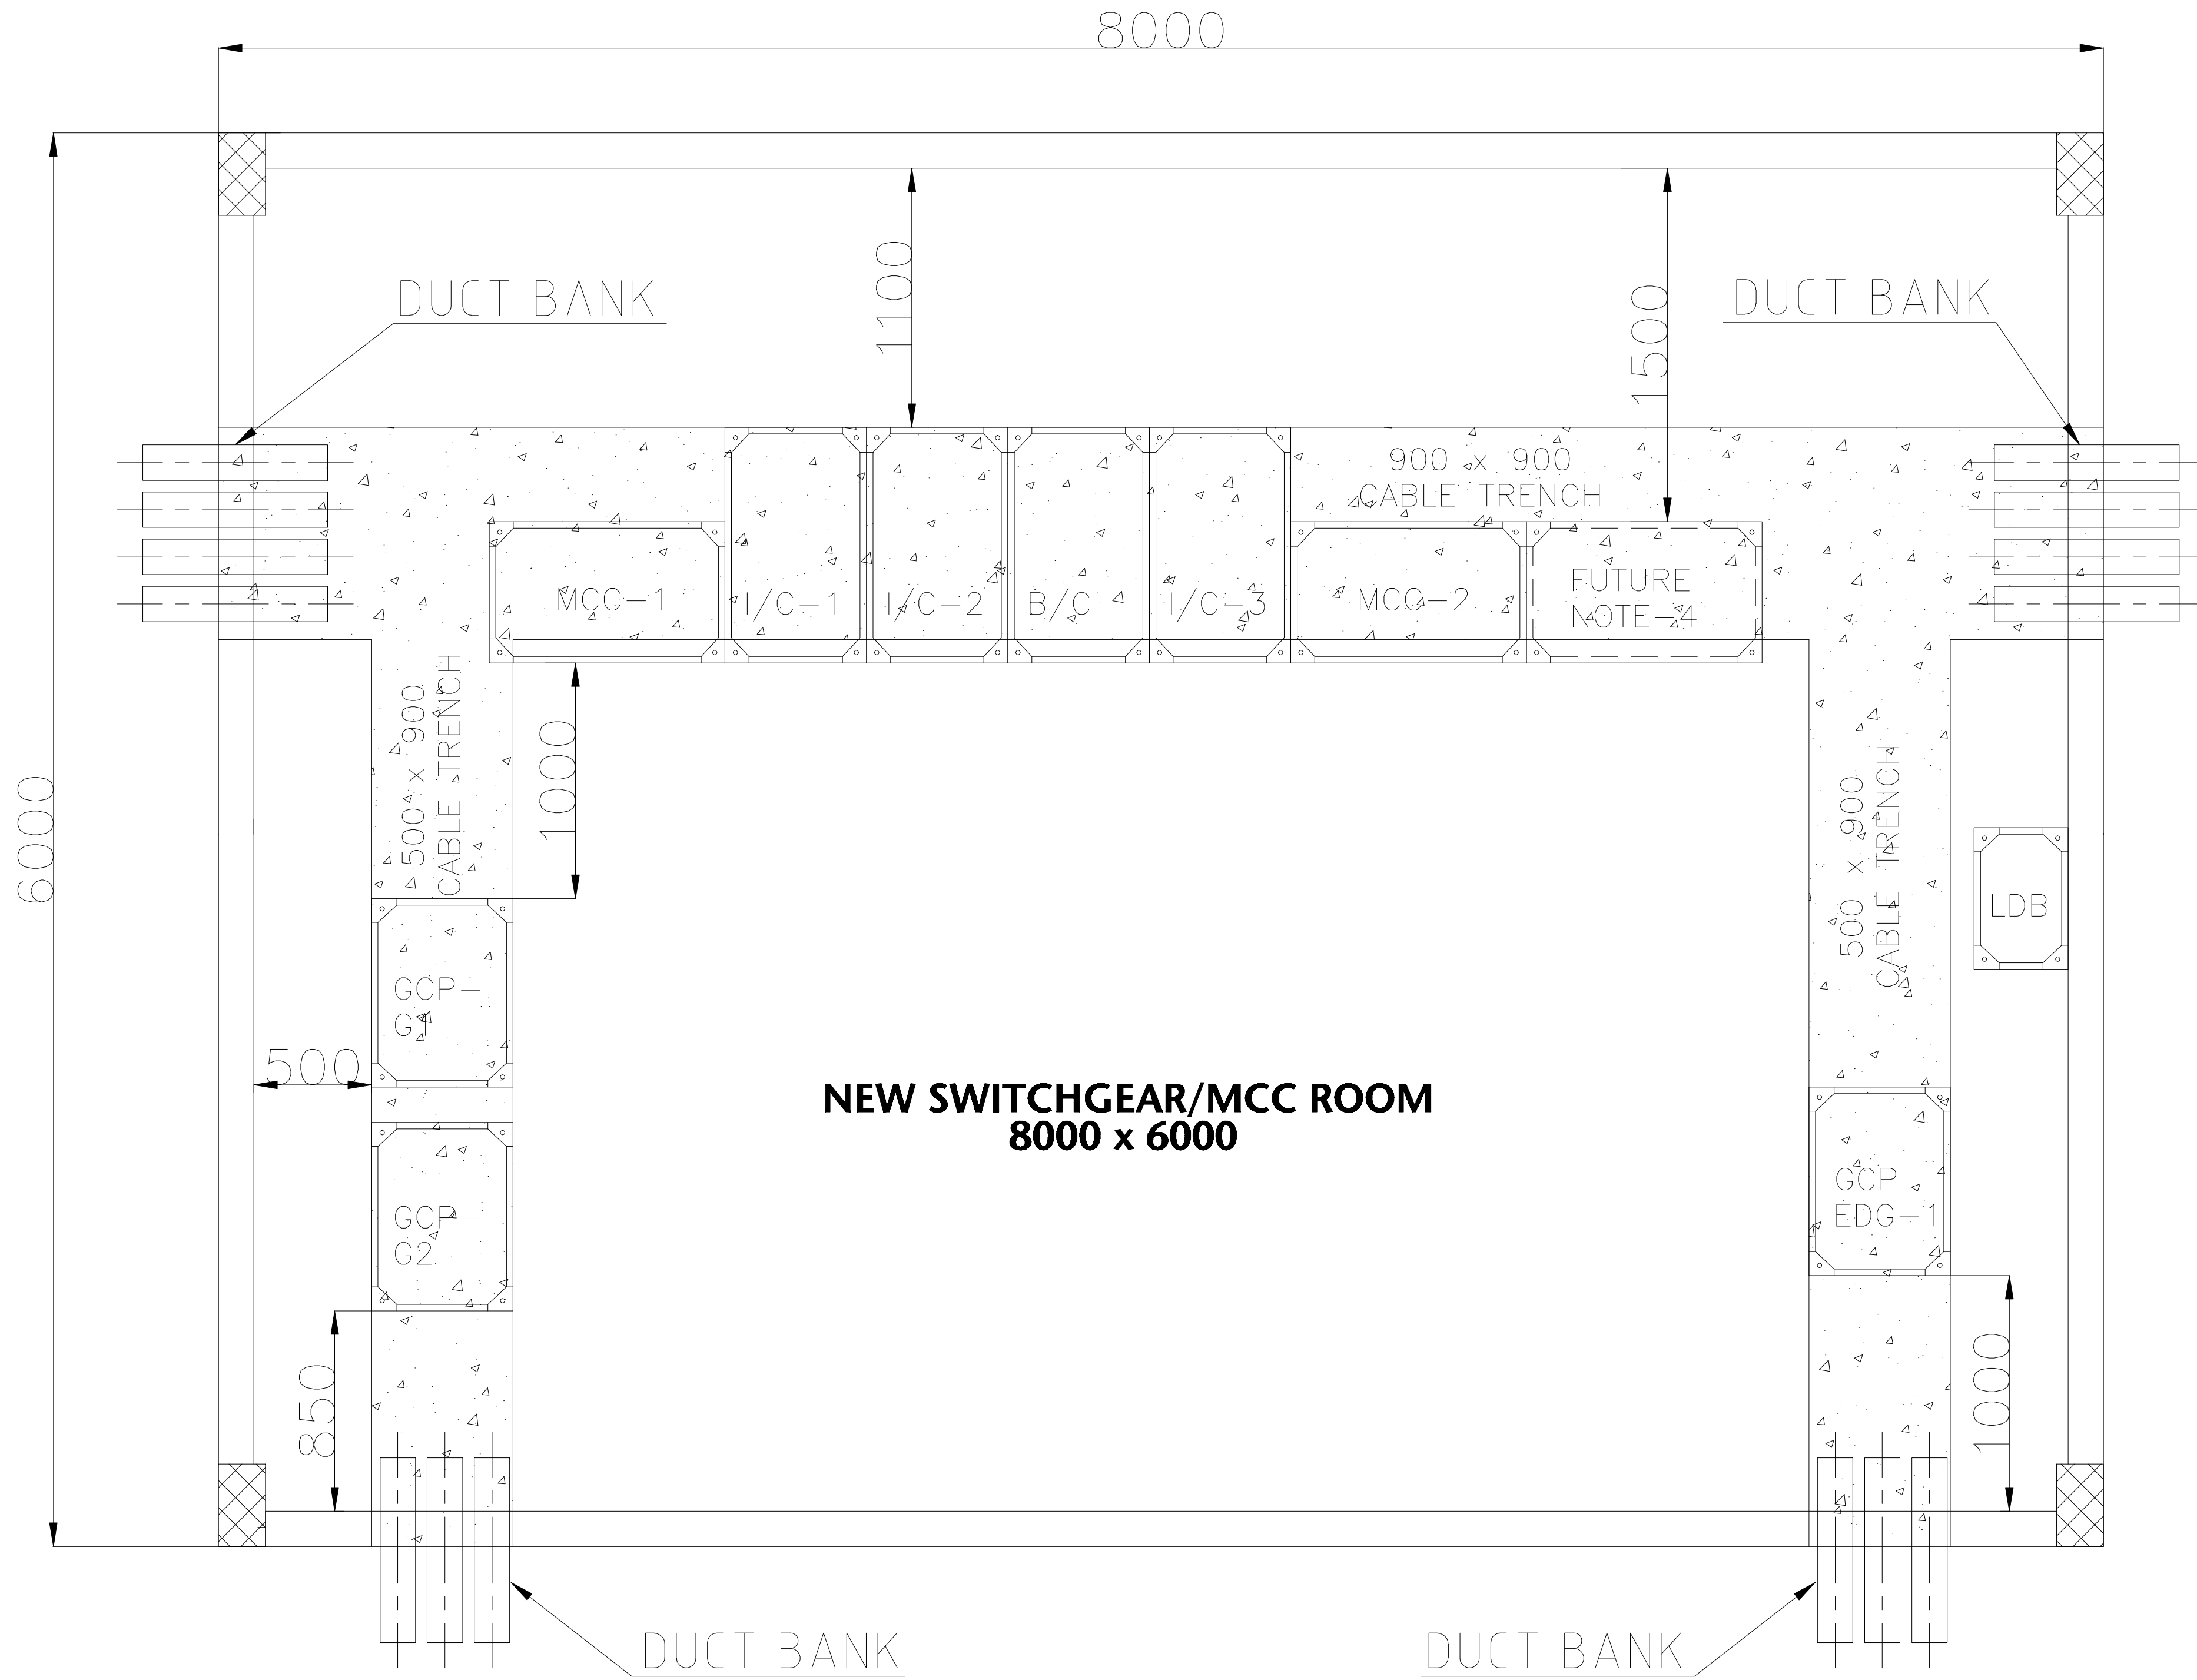 8000
DUCT BANK
DUCT BANK
1100
1500
6000
900 x 900
CABLE TRENCH
MCC-1
I/C-1
I/C-2
B/C
I/C-3
MCC-2
FUTURE
NOTE-4
500 x 900
CABLE TRENCH
1000
500 x 900
CABLE TRENCH
LDB
GCP-
G1
500
NEW SWITCHGEAR/MCC ROOM
8000 x 6000
GCP-
G2
GCP
EDG-1
850
1000
DUCT BANK
DUCT BANK